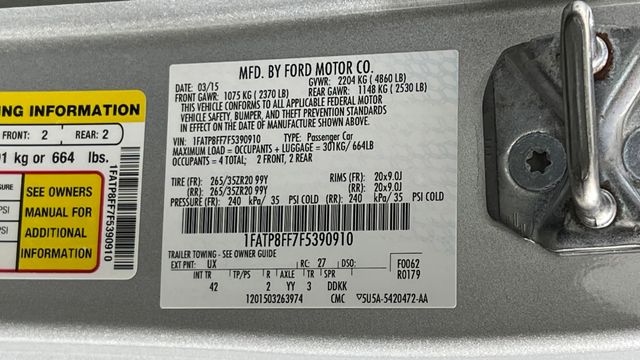 NG INFORMATION
FRONT: 2 REAR: 2
01 kg or 664 lbs.
SURE
PSI
PSI
SEE OWNERS
MANUAL FOR
ADDITIONAL
INFORMATION
1FATP8FF7F5390910
MFD. BY FORD MOTOR CO.
DATE: 03/15 GVWR: 2204 KG ( 4860 LB)
FRONT GAWR: 1075 KG ( 2370 LB) REAR GAWR: 1148 KG ( 2530 LB)
THIS VEHICLE CONFORMS TO ALL APPLICABLE FEDERAL MOTOR
VEHICLE SAFETY, BUMPER, AND THEFT PREVENTION STANDARDS
IN EFFECT ON THE DATE OF MANUFACTURE SHOWN ABOVE.
VIN: 1FATP8FF7F5390910 TYPE: Passenger Car
MAXIMUM LOAD = OCCUPANTS + LUGGAGE = 301KG/ 664LB
OCCUPANTS = 4 TOTAL; 2 FRONT, 2 REAR
TIRE (FR): 265/35ZR20 99Y RIMS (FR): 20x9.0J
(RR): 265/35ZR20 99Y (RR): 20x9.0J
PRESSURE (FR): 240 kPa/ 35 PSI COLD (RR): 240 kPa/ 35 PSI COLD
1FATP8FF7F5390910
TRAILER TOWING - SEE OWNER GUIDE
EXT PNT: UX RC: 27 DSO: F0062
INT TR TP/PS R AXLE TR SPR R0179
42 2 YY 3 DDKK
1201503263974 CMC ▽5U5A-5420472-AA